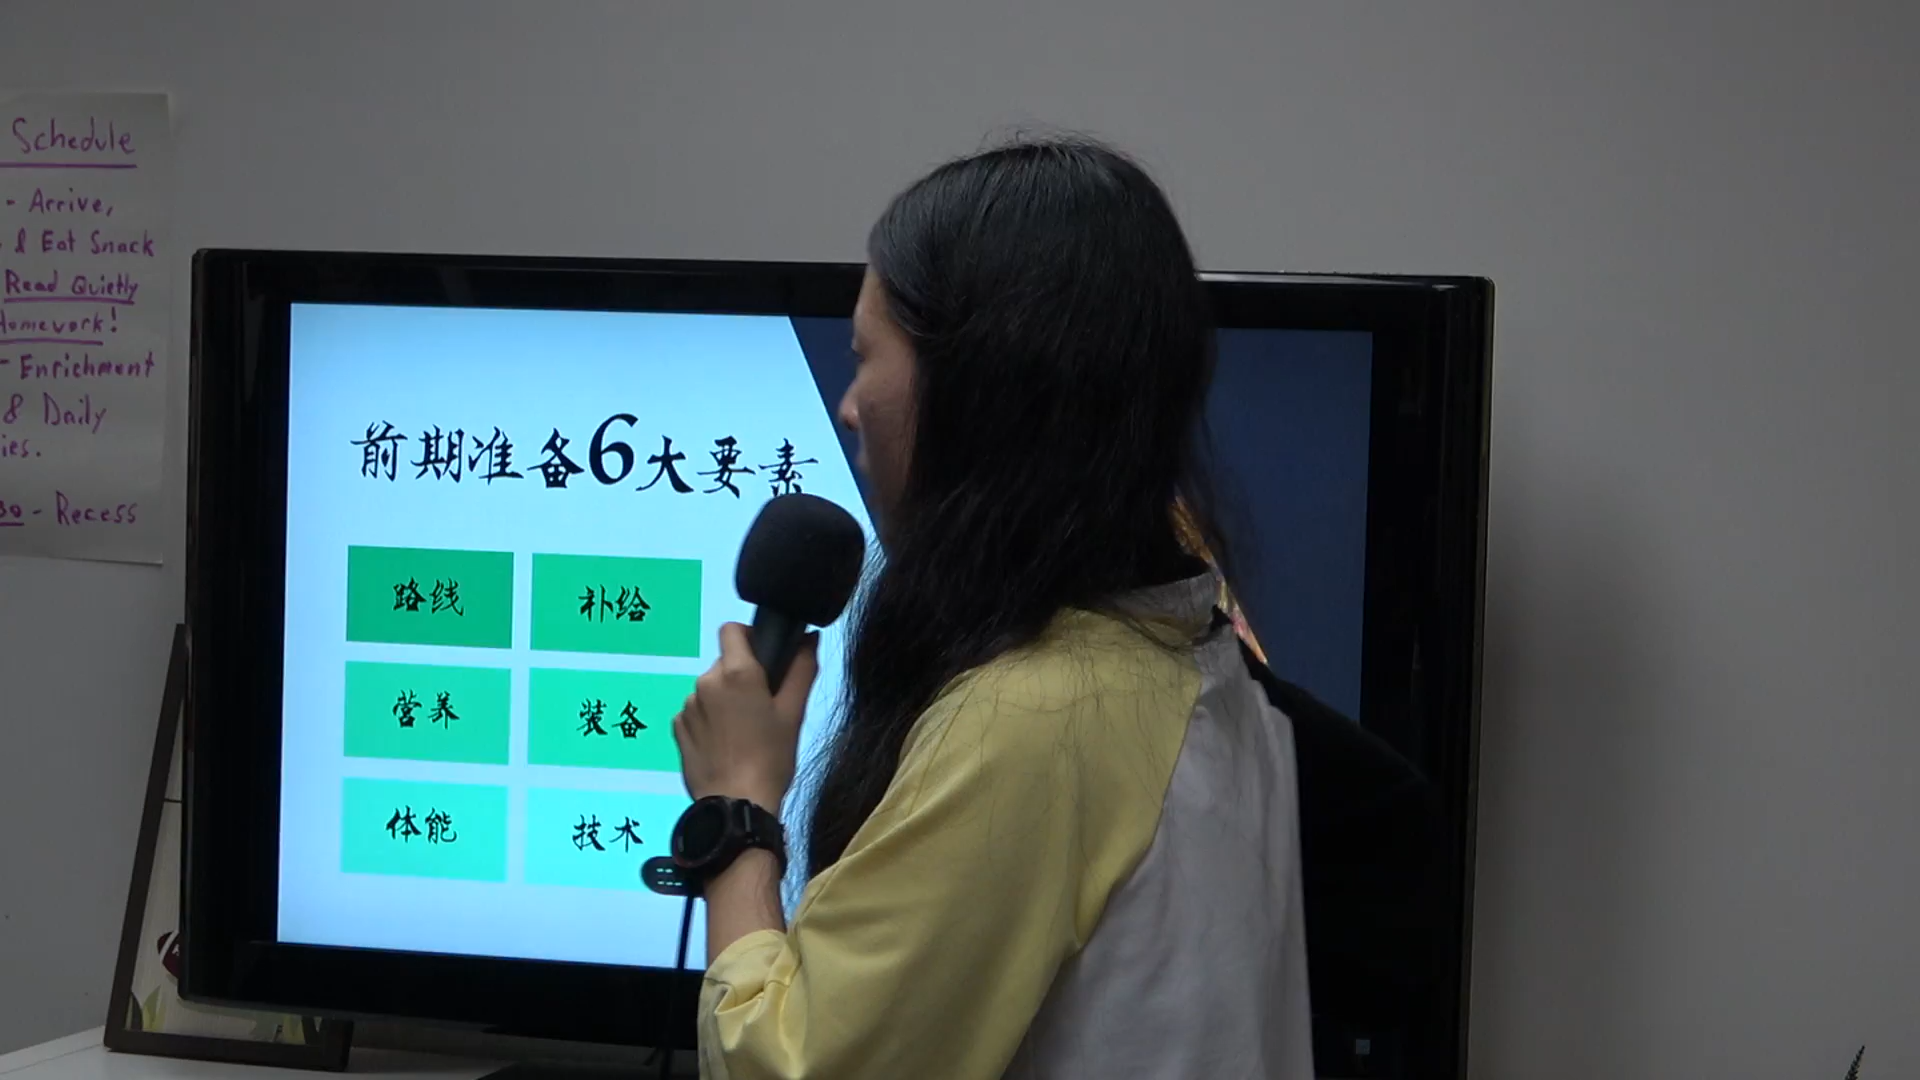 Schedule
- Arrive,
& Eat Snack
Read Quietly
Homework!
- Enrichment
& Daily
ies.
30 - Recess
前期准备6大要素
路线 补给
营养 装备
体能 技术